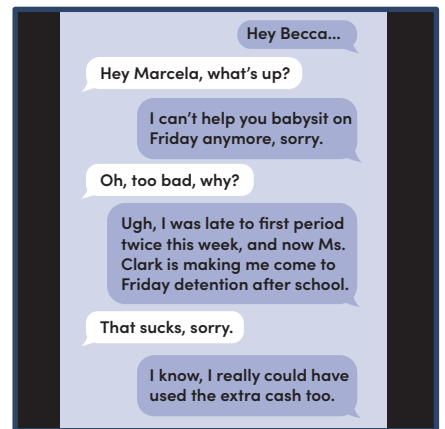 Hey Becca...
Hey Marcela, what's up?
I can't help you babysit on
Friday anymore, sorry.
Oh, too bad, why?
Ugh, I was late to first period
twice this week, and now Ms.
Clark is making me come to
Friday detention after school.
That sucks, sorry.
I know, I really could have
used the extra cash too.